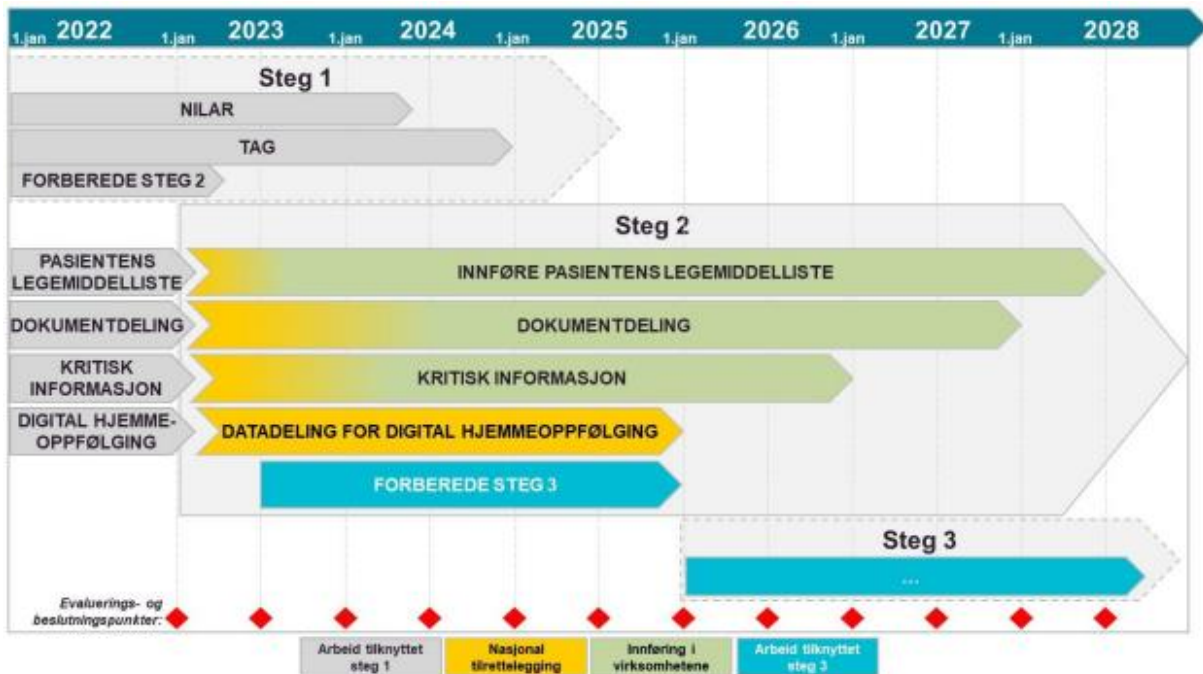 1.jan 2022 1.jan 2023 1.jan 2024 1.jan 2025 1.jan 2026 1.jan 2027 1.jan 2028
Steg 1
NILAR
TAG
FORBEREDE STEG 2
Steg 2
PASIENTENS
LEGEMIDDELLISTE
INNFØRE PASIENTENS LEGEMIDDELLISTE
DOKUMENTDELING
DOKUMENTDELING
KRITISK
INFORMASJON
KRITISK INFORMASJON
DIGITAL HJEMME-
OPPFØLGING
DATADELING FOR DIGITAL HJEMMEOPPFØLGING
FORBEREDE STEG 3
Steg 3
...
Evaluerings- og
beslutningspunkter:
Arbeid tilknyttet
steg 1
Nasjonal
tilrettelegging
Innføring i
virksomhetene
Arbeid tilknyttet
steg 3